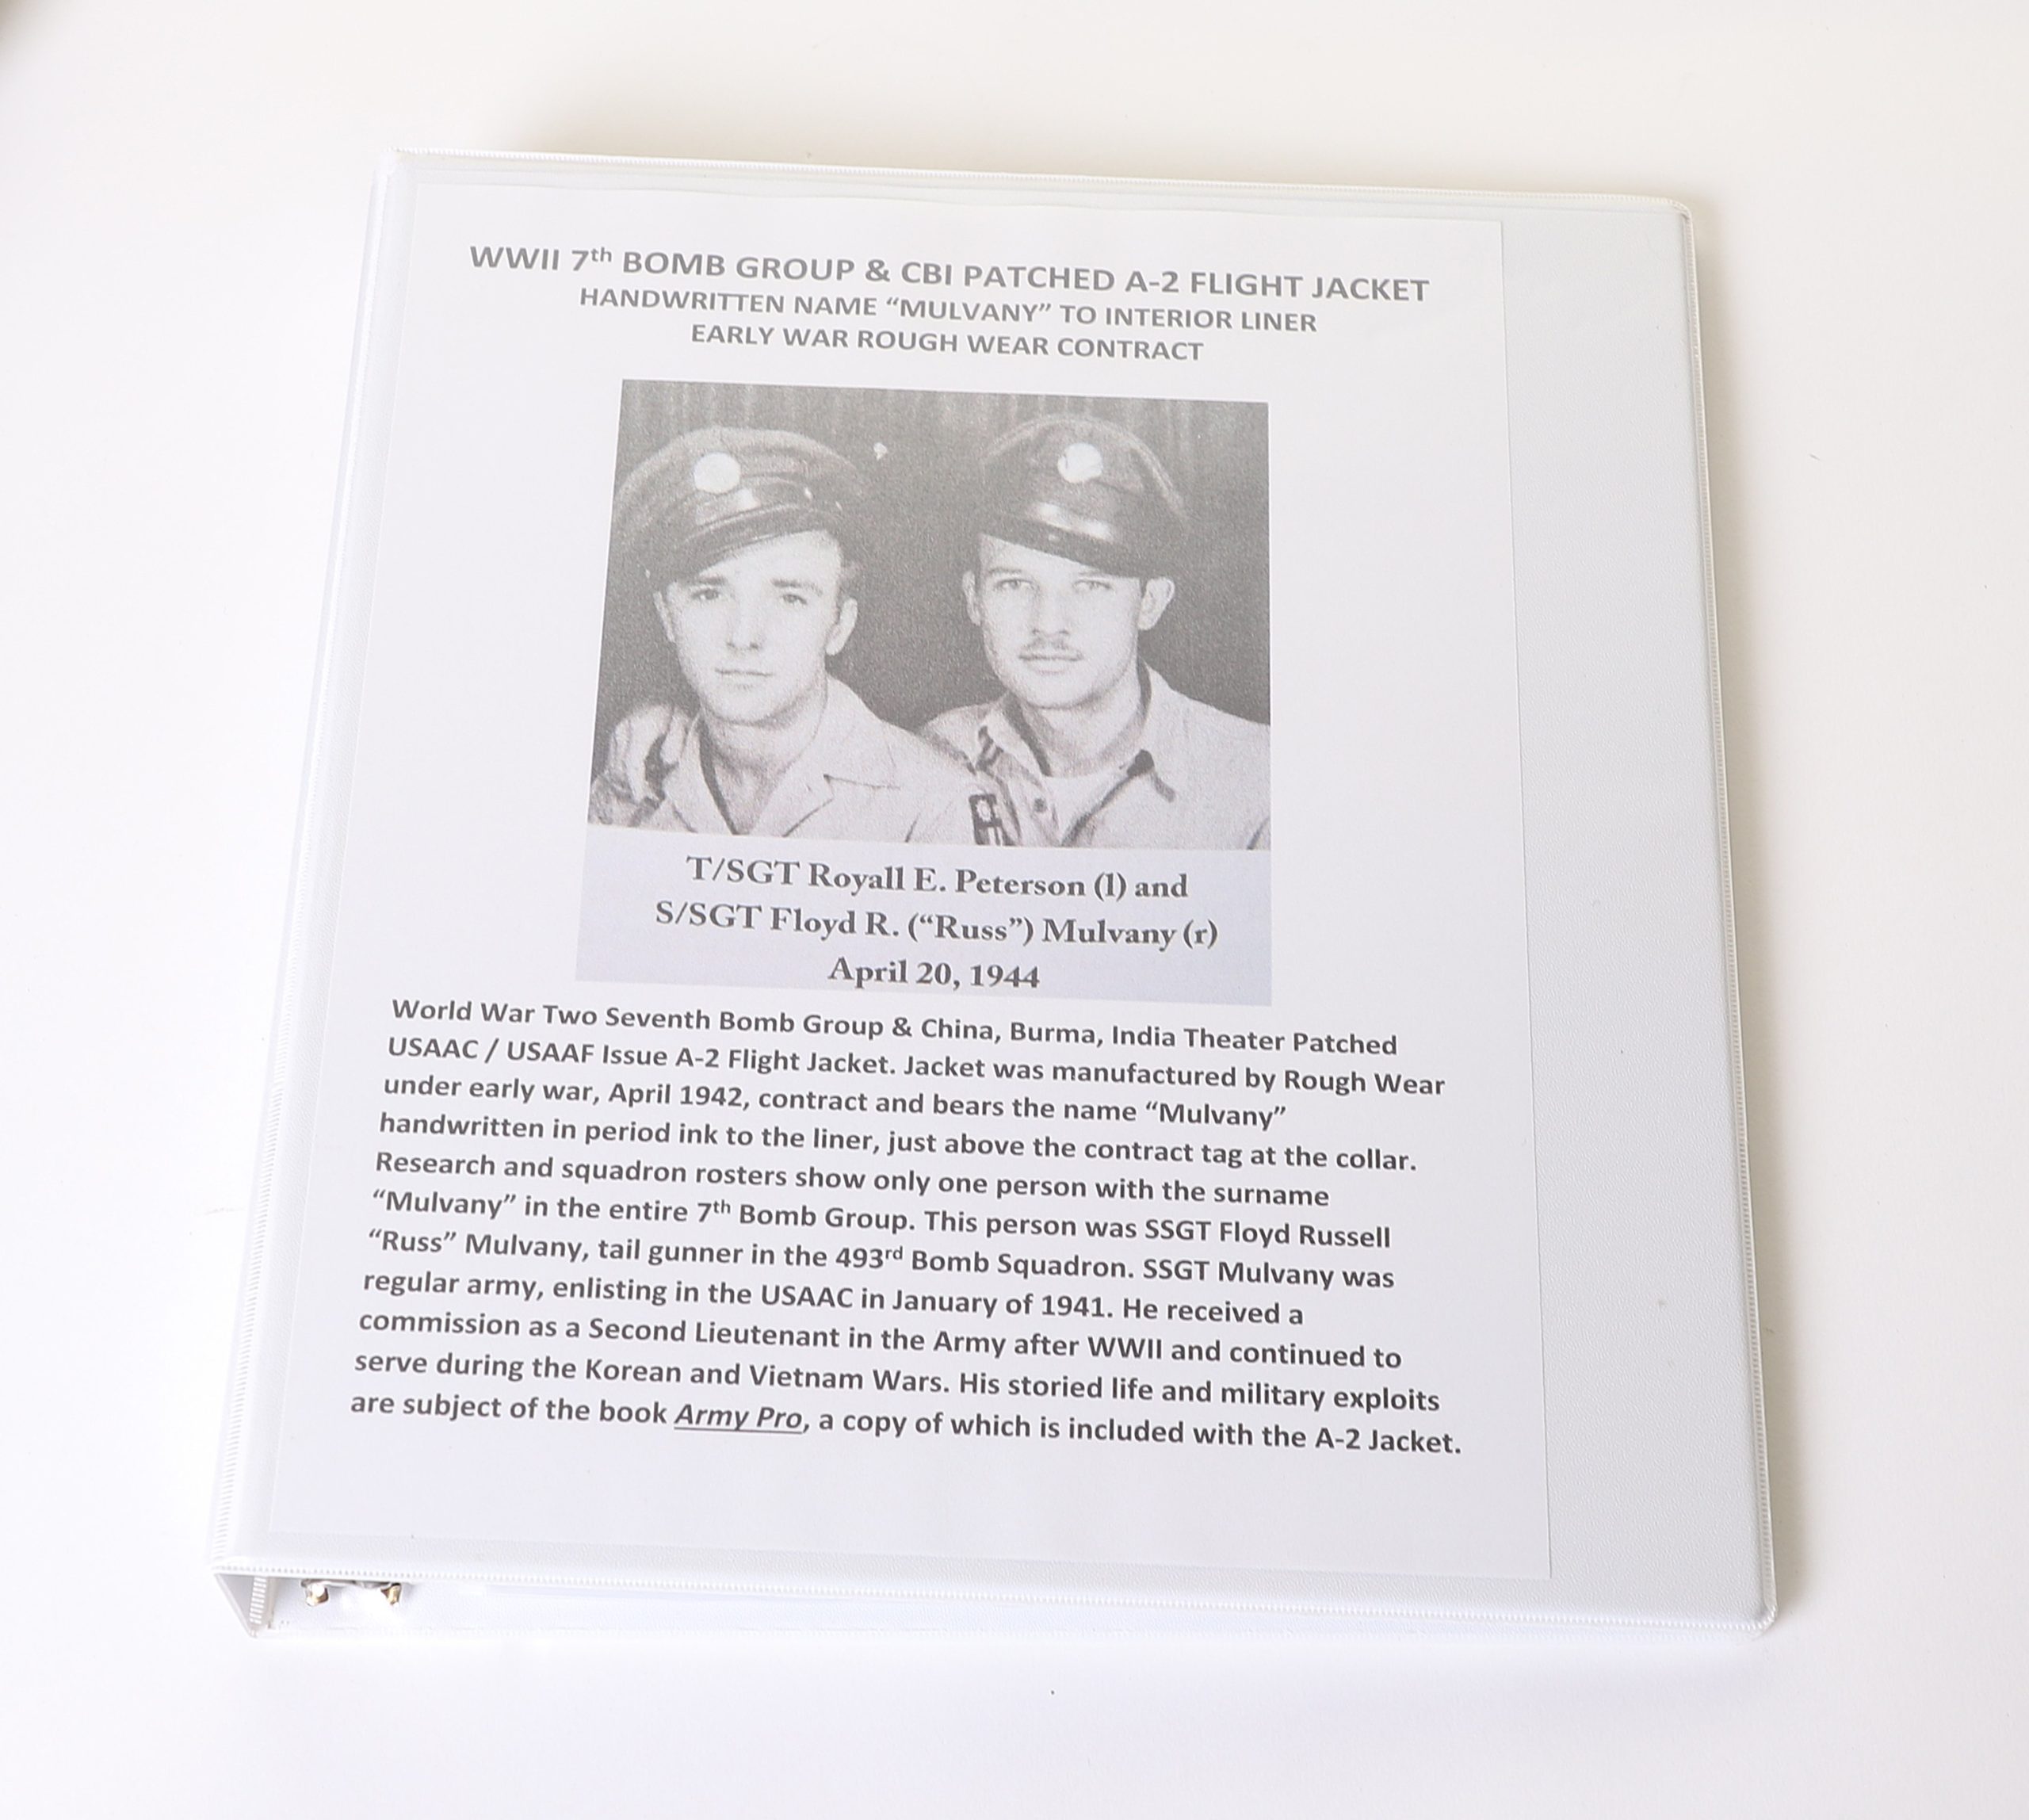 WWII 7th BOMB GROUP & CBI PATCHED A-2 FLIGHT JACKET
HANDWRITTEN NAME “MULVANY” TO INTERIOR LINER
EARLY WAR ROUGH WEAR CONTRACT
T/SGT Royall E. Peterson (l) and
S/SGT Floyd R. (“Russ”) Mulvany (r)
April 20, 1944
World War Two Seventh Bomb Group & China, Burma, India Theater Patched
USAAC / USAAF Issue A-2 Flight Jacket. Jacket was manufactured by Rough Wear
under early war, April 1942, contract and bears the name “Mulvany”
handwritten in period ink to the liner, just above the contract tag at the collar.
Research and squadron rosters show only one person with the surname
“Mulvany” in the entire 7th Bomb Group. This person was SSGT Floyd Russell
“Russ” Mulvany, tail gunner in the 493rd Bomb Squadron. SSGT Mulvany was
regular army, enlisting in the USAAC in January of 1941. He received a
commission as a Second Lieutenant in the Army after WWII and continued to
serve during the Korean and Vietnam Wars. His storied life and military exploits
are subject of the book Army Pro, a copy of which is included with the A-2 Jacket.